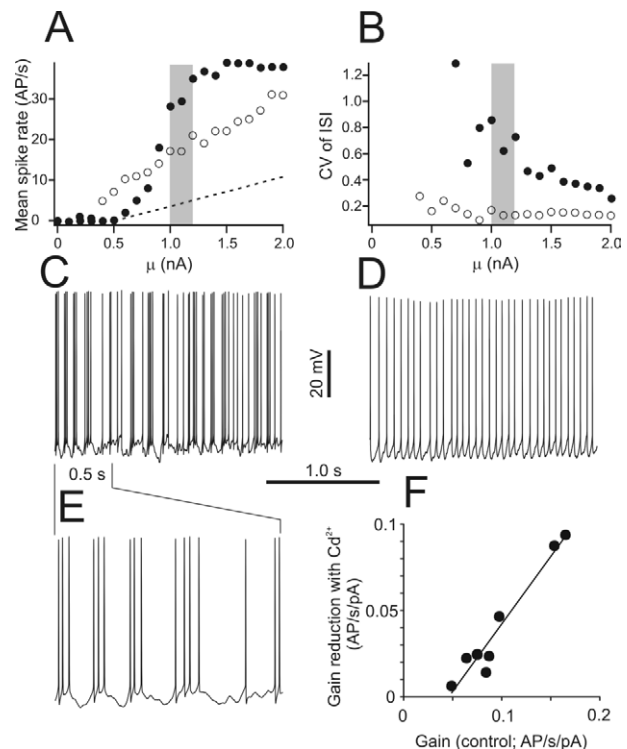 A
B
Mean spike rate (AP/s)
30
20
10
0
0.0 0.5 1.0 1.5 2.0
μ (nA)
CV of ISI
1.2
1.0
0.8
0.6
0.4
0.2
0.0 0.5 1.0 1.5 2.0
μ (nA)
C
D
20 mV
0.5 s
1.0 s
E
F
Gain reduction with Cd²⁺
(AP/s/pA)
0.1
0.05
0
0 0.1 0.2
Gain (control; AP/s/pA)